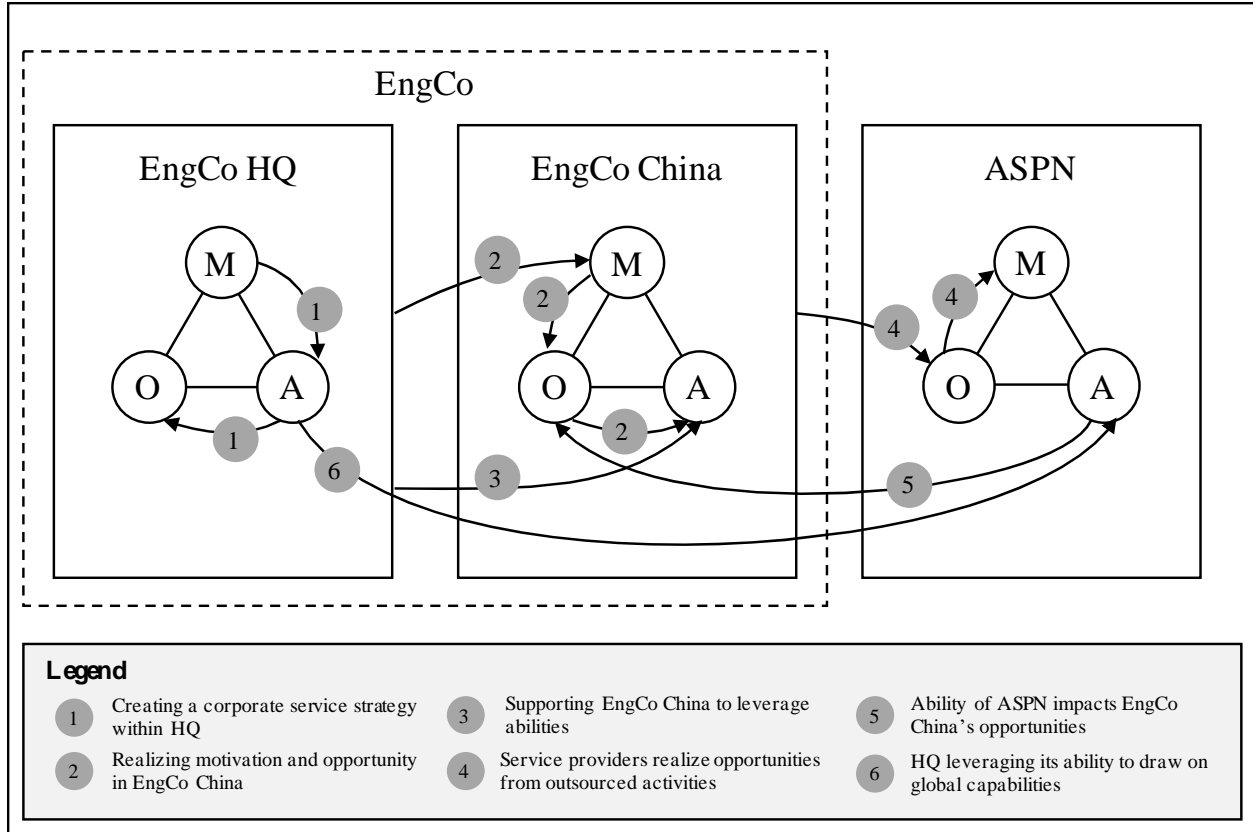 EngCo
EngCo HQ
EngCo China
ASPN
M
2
M
M
1
2
4
4
O
A
O
A
O
A
1
2
6
3
5
Legend
1
Creating a corporate service strategy
within HQ
2
Realizing motivation and opportunity
in EngCo China
3
Supporting EngCo China to leverage
abilities
4
Service providers realize opportunities
from outsourced activities
5
Ability of ASPN impacts EngCo
China's opportunities
6
HQ leveraging its ability to draw on
global capabilities